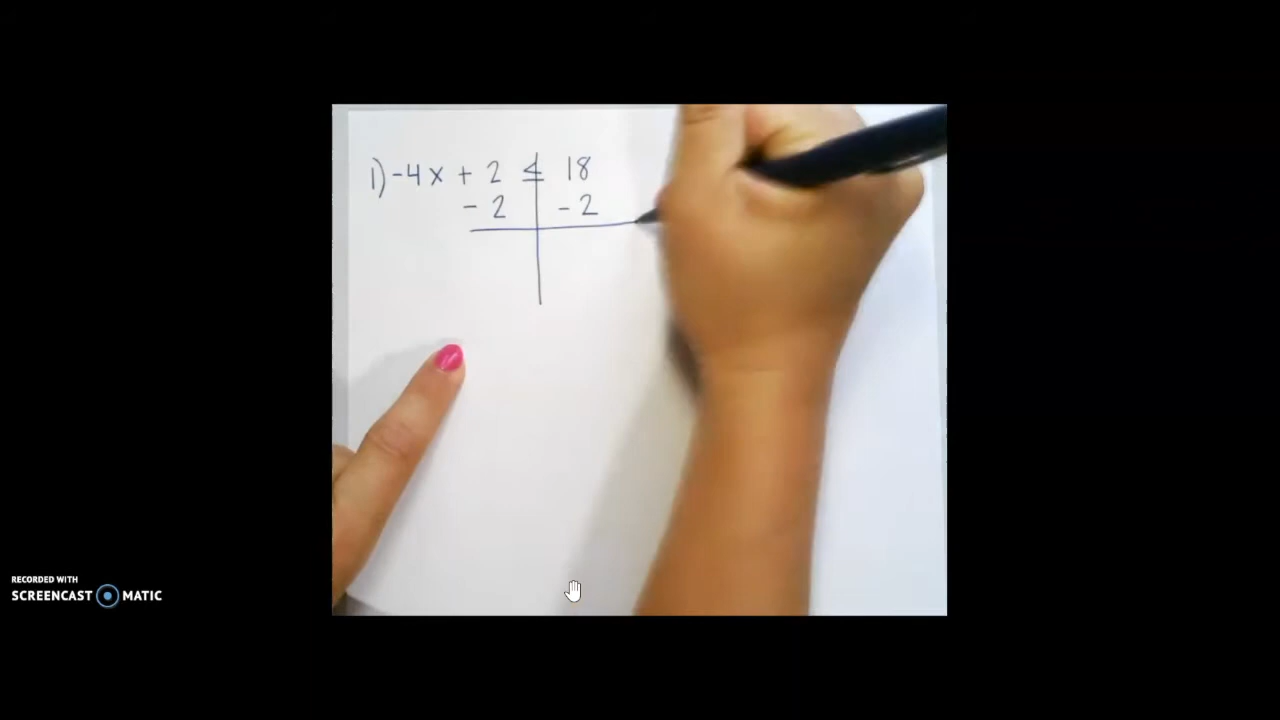 1) -4x + 2 ≤ 18
- 2 - 2
RECORDED WITH
SCREENCAST MATIC